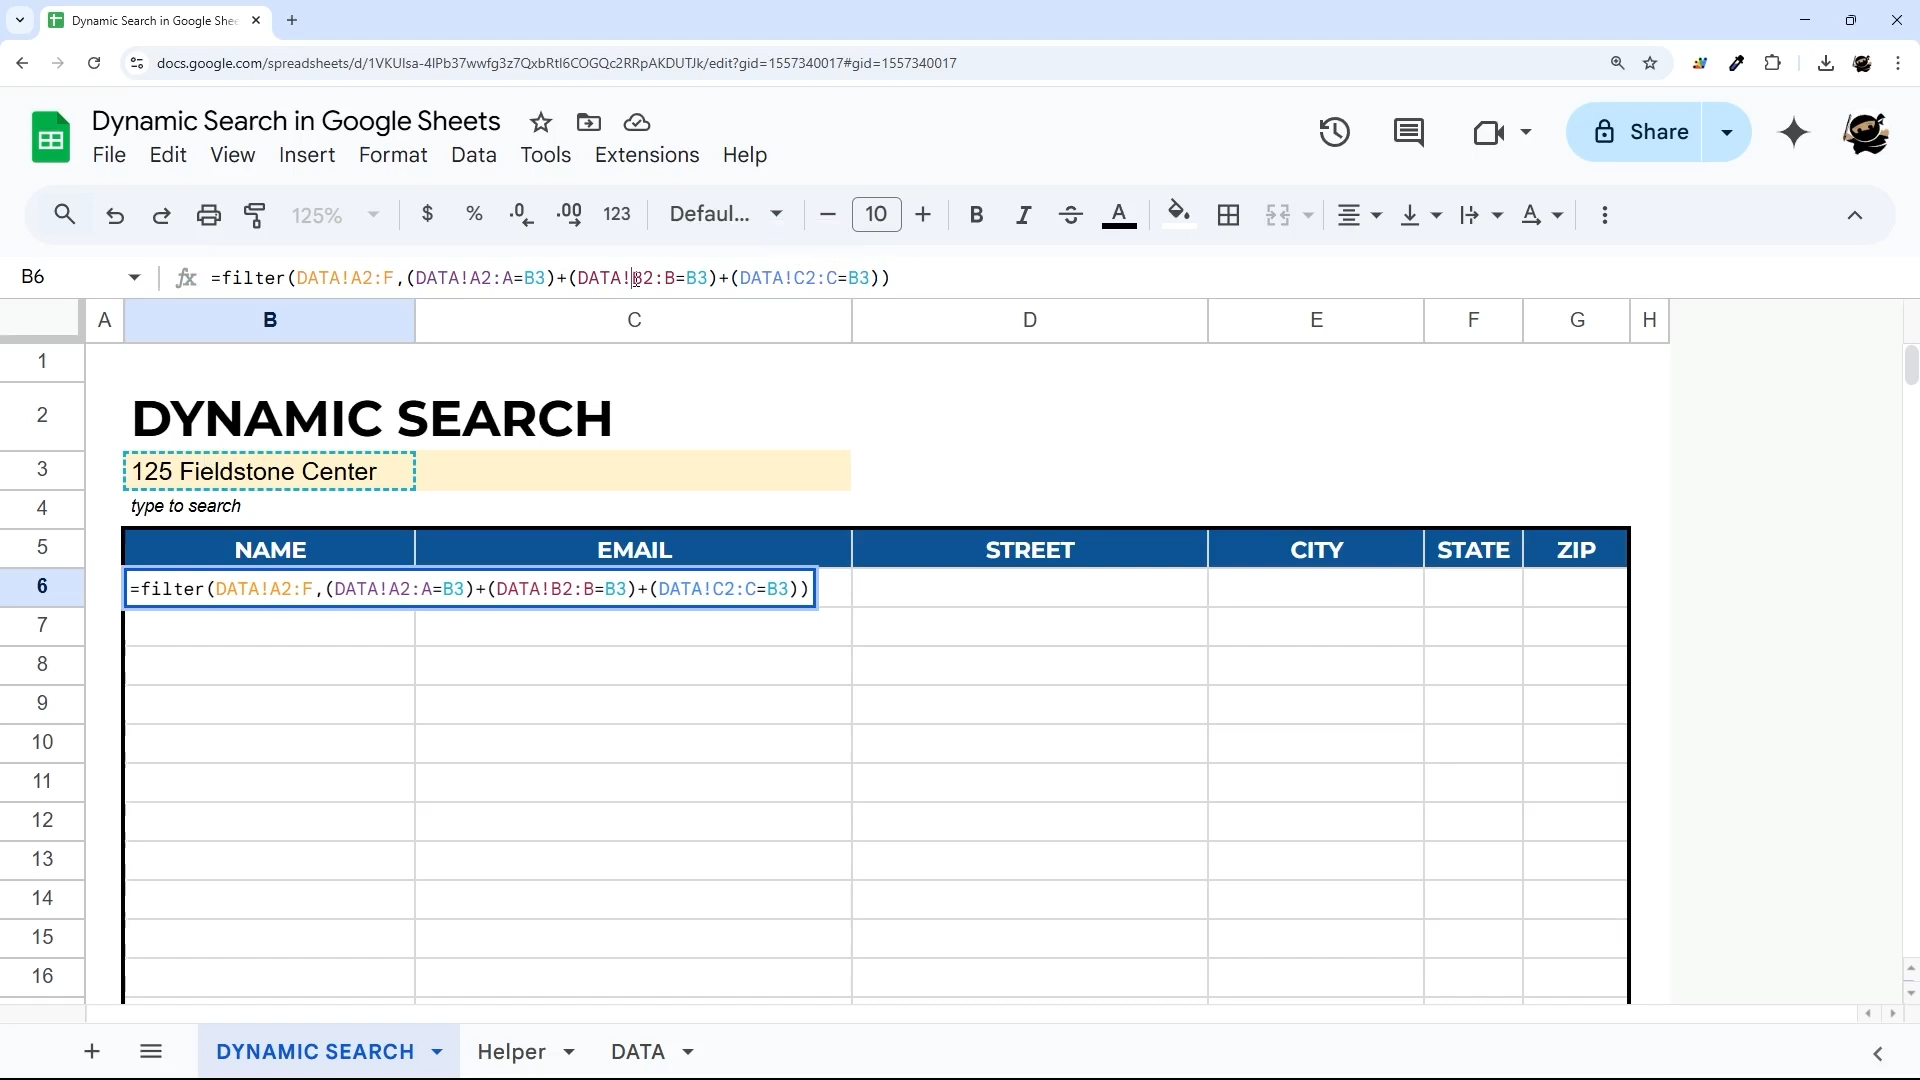 Dynamic Search in Google Shee
docs.google.com/spreadsheets/d/1VKUIsa-4IPb37wwfg3z7QxbRtI6COGQc2RRpAKDUTJk/edit?gid=1557340017#gid=1557340017
Dynamic Search in Google Sheets
File Edit View Insert Format Data Tools Extensions Help
Share
125% $ % .0 .00 123 Defaul... 10 B I A
B6 fx =filter(DATA!A2:F,(DATA!A2:A=B3)+(DATA!B2:B=B3)+(DATA!C2:C=B3))
A B C D E F G H
1
2 DYNAMIC SEARCH
3 125 Fieldstone Center
4 type to search
5 NAME EMAIL STREET CITY STATE ZIP
6 =filter(DATA!A2:F,(DATA!A2:A=B3)+(DATA!B2:B=B3)+(DATA!C2:C=B3))
7
8
9
10
11
12
13
14
15
16
DYNAMIC SEARCH Helper DATA